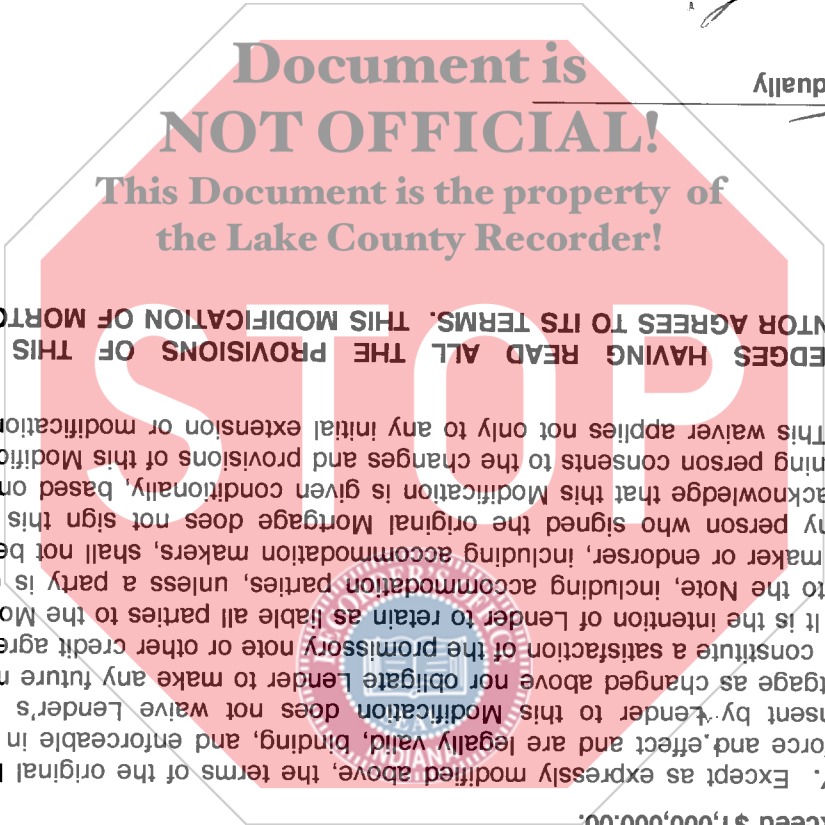 Document is
NOT OFFICIAL!
This Document is the property of
the Lake County Recorder!
STOP
RECORDER'S OFFICE
INDIANA
xceed $1,000,000.00.
. Except as expressly modified above, the terms of the original
orce and effect and are legally valid, binding, and enforceable in
nsent by Lender to this Modification does not waive Lender's
tgage as changed above nor obligate Lender to make any future
constitute a satisfaction of the promissory note or other credit agre
It is the intention of Lender to retain as liable all parties to the Mo
to the Note, including accommodation parties, unless a party is
maker or endorser, including accommodation makers, shall not be
ny person who signed the original Mortgage does not sign this
acknowledge that this Modification is given conditionally, based on
ning person consents to the changes and provisions of this Modific
This waiver applies not only to any initial extension or modification
EDGES HAVING READ ALL THE PROVISIONS OF THIS
NTOR AGREES TO ITS TERMS. THIS MODIFICATION OF MORTG
dually